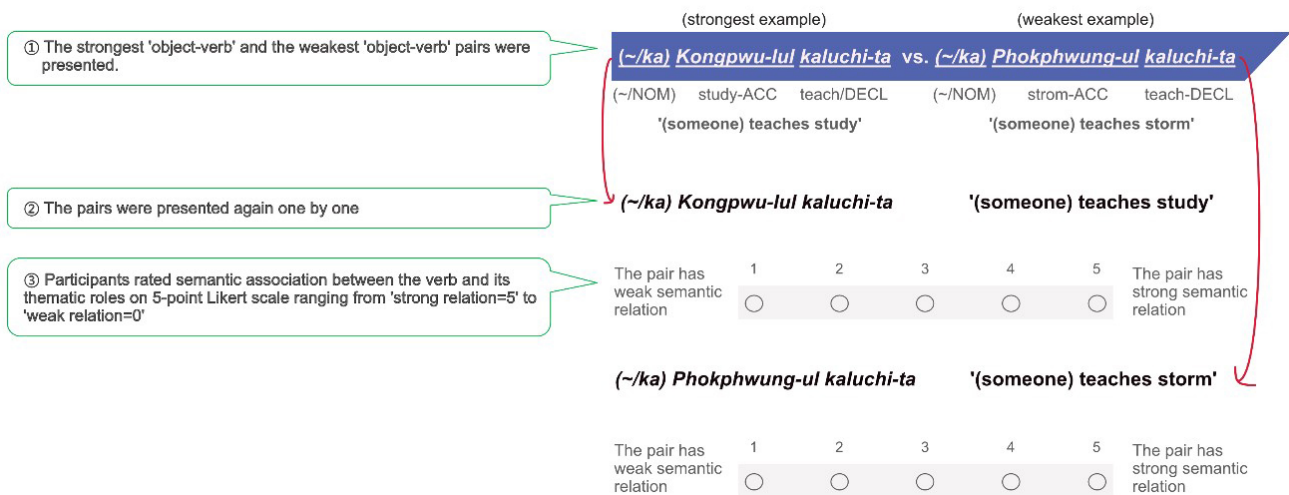 (strongest example) (weakest example)
① The strongest 'object-verb' and the weakest 'object-verb' pairs were
presented.
(~/ka) Kongpwu-lul kaluchi-ta vs. (~/ka) Phokphwung-ul kaluchi-ta
(~/NOM) study-ACC teach/DECL (~/NOM) strom-ACC teach-DECL
'(someone) teaches study' '(someone) teaches storm'
② The pairs were presented again one by one
(~/ka) Kongpwu-lul kaluchi-ta '(someone) teaches study'
③ Participants rated semantic association between the verb and its
thematic roles on 5-point Likert scale ranging from 'strong relation=5' to
'weak relation=0'
The pair has
weak semantic
relation
1 2 3 4 5
The pair has
strong semantic
relation
(~/ka) Phokphwung-ul kaluchi-ta '(someone) teaches storm'
The pair has
weak semantic
relation
1 2 3 4 5
The pair has
strong semantic
relation